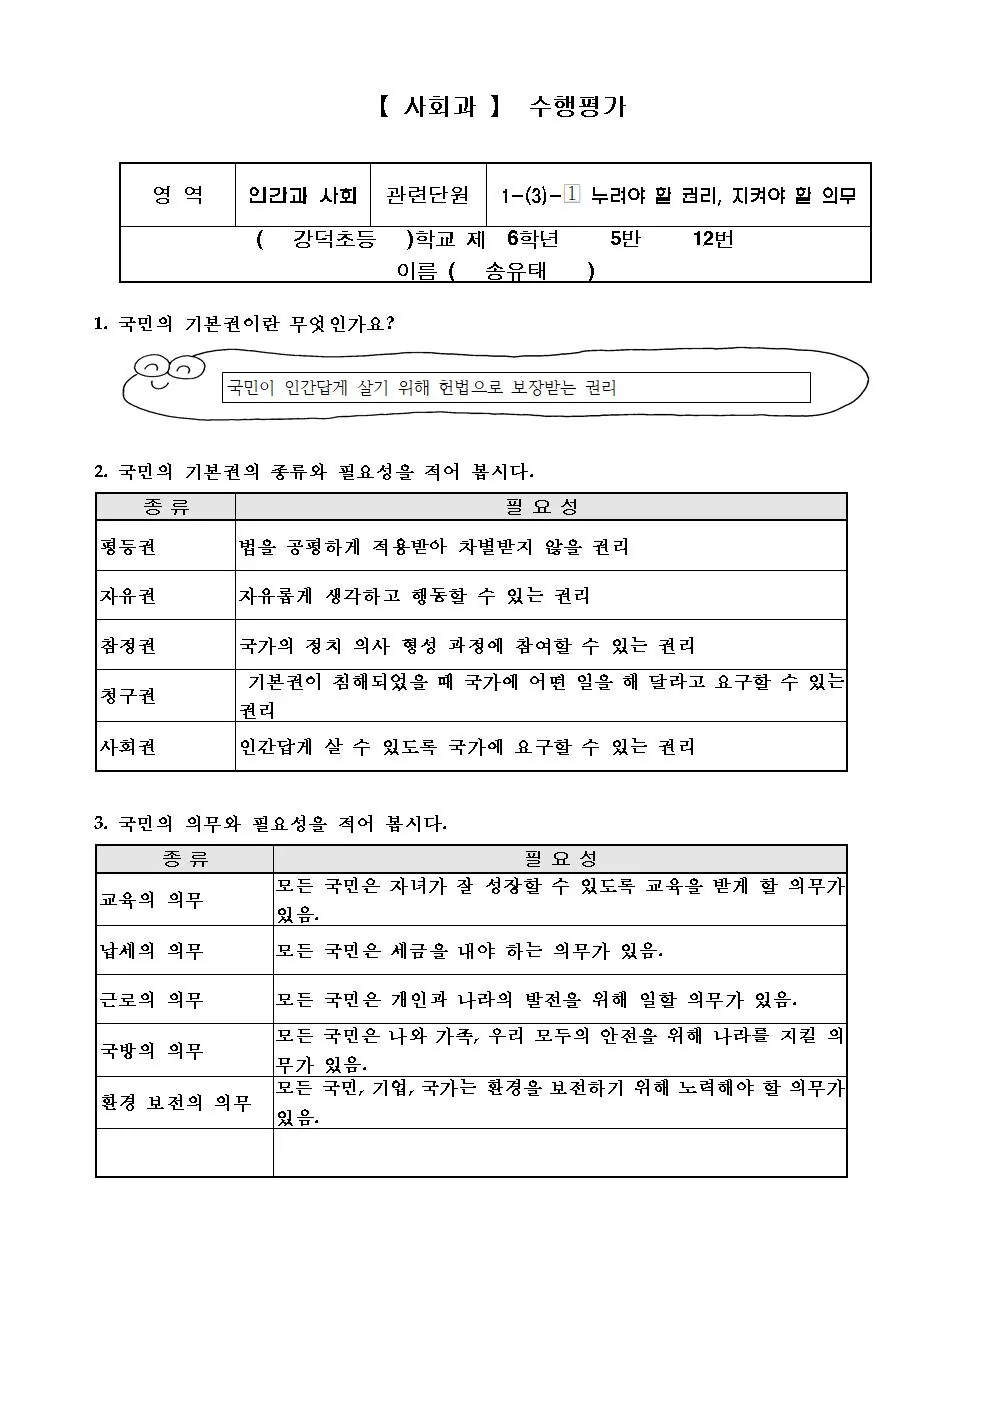 【 사회과 】 수행평가
영 역 인간과 사회 관련단원 1-(3)-1 누려야 할 권리, 지켜야 할 의무
( 강덕초등 )학교 제 6학년 5반 12번
이름 ( 송유태 )
1. 국민의 기본권이란 무엇인가요?
국민이 인간답게 살기 위해 헌법으로 보장받는 권리
2. 국민의 기본권의 종류와 필요성을 적어 봅시다.
종 류 필 요 성
평등권 법을 공평하게 적용받아 차별받지 않을 권리
자유권 자유롭게 생각하고 행동할 수 있는 권리
참정권 국가의 정치 의사 형성 과정에 참여할 수 있는 권리
청구권 기본권이 침해되었을 때 국가에 어떤 일을 해 달라고 요구할 수 있는
권리
사회권 인간답게 살 수 있도록 국가에 요구할 수 있는 권리
3. 국민의 의무와 필요성을 적어 봅시다.
종 류 필 요 성
교육의 의무 모든 국민은 자녀가 잘 성장할 수 있도록 교육을 받게 할 의무가
있음.
납세의 의무 모든 국민은 세금을 내야 하는 의무가 있음.
근로의 의무 모든 국민은 개인과 나라의 발전을 위해 일할 의무가 있음.
국방의 의무 모든 국민은 나와 가족, 우리 모두의 안전을 위해 나라를 지킬 의
무가 있음.
환경 보전의 의무 모든 국민, 기업, 국가는 환경을 보전하기 위해 노력해야 할 의무가
있음.